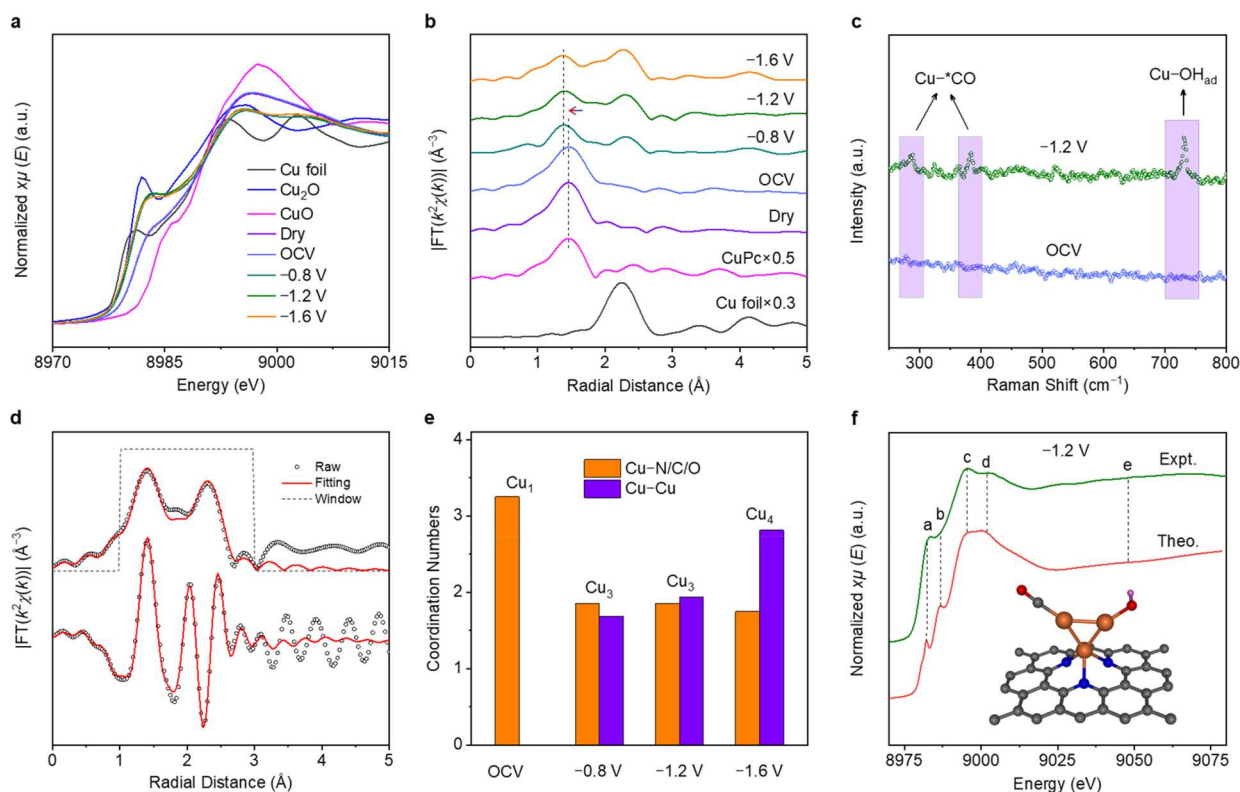 a
Normalized xμ (E) (a.u.)
Cu foil
Cu₂O
CuO
Dry
OCV
−0.8 V
−1.2 V
−1.6 V
8970 8985 9000 9015
Energy (eV)
b
|FT(k²χ(k))| (Å⁻³)
−1.6 V
−1.2 V
−0.8 V
OCV
Dry
CuPc×0.5
Cu foil×0.3
0 1 2 3 4 5
Radial Distance (Å)
c
Intensity (a.u.)
Cu−*CO
Cu−OHad
−1.2 V
OCV
300 400 500 600 700 800
Raman Shift (cm⁻¹)
d
|FT(k²χ(k))| (Å⁻³)
Raw
Fitting
Window
0 1 2 3 4 5
Radial Distance (Å)
e
Coordination Numbers
4
3
2
1
0
Cu−N/C/O
Cu−Cu
Cu₁
Cu₃
Cu₃
Cu₄
OCV −0.8 V −1.2 V −1.6 V
f
Normalized xμ (E) (a.u.)
−1.2 V
Expt.
Theo.
a b c d e
8975 9000 9025 9050 9075
Energy (eV)